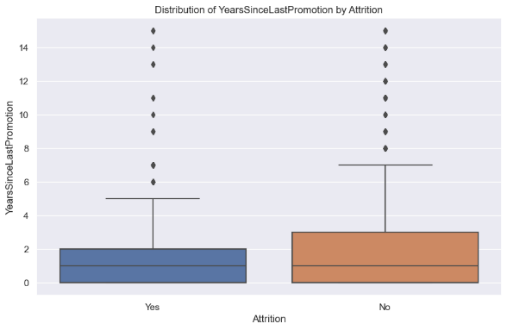 Distribution of YearsSinceLastPromotion by Attrition
YearsSinceLastPromotion
14
12
10
8
6
4
2
0
Yes
No
Attrition